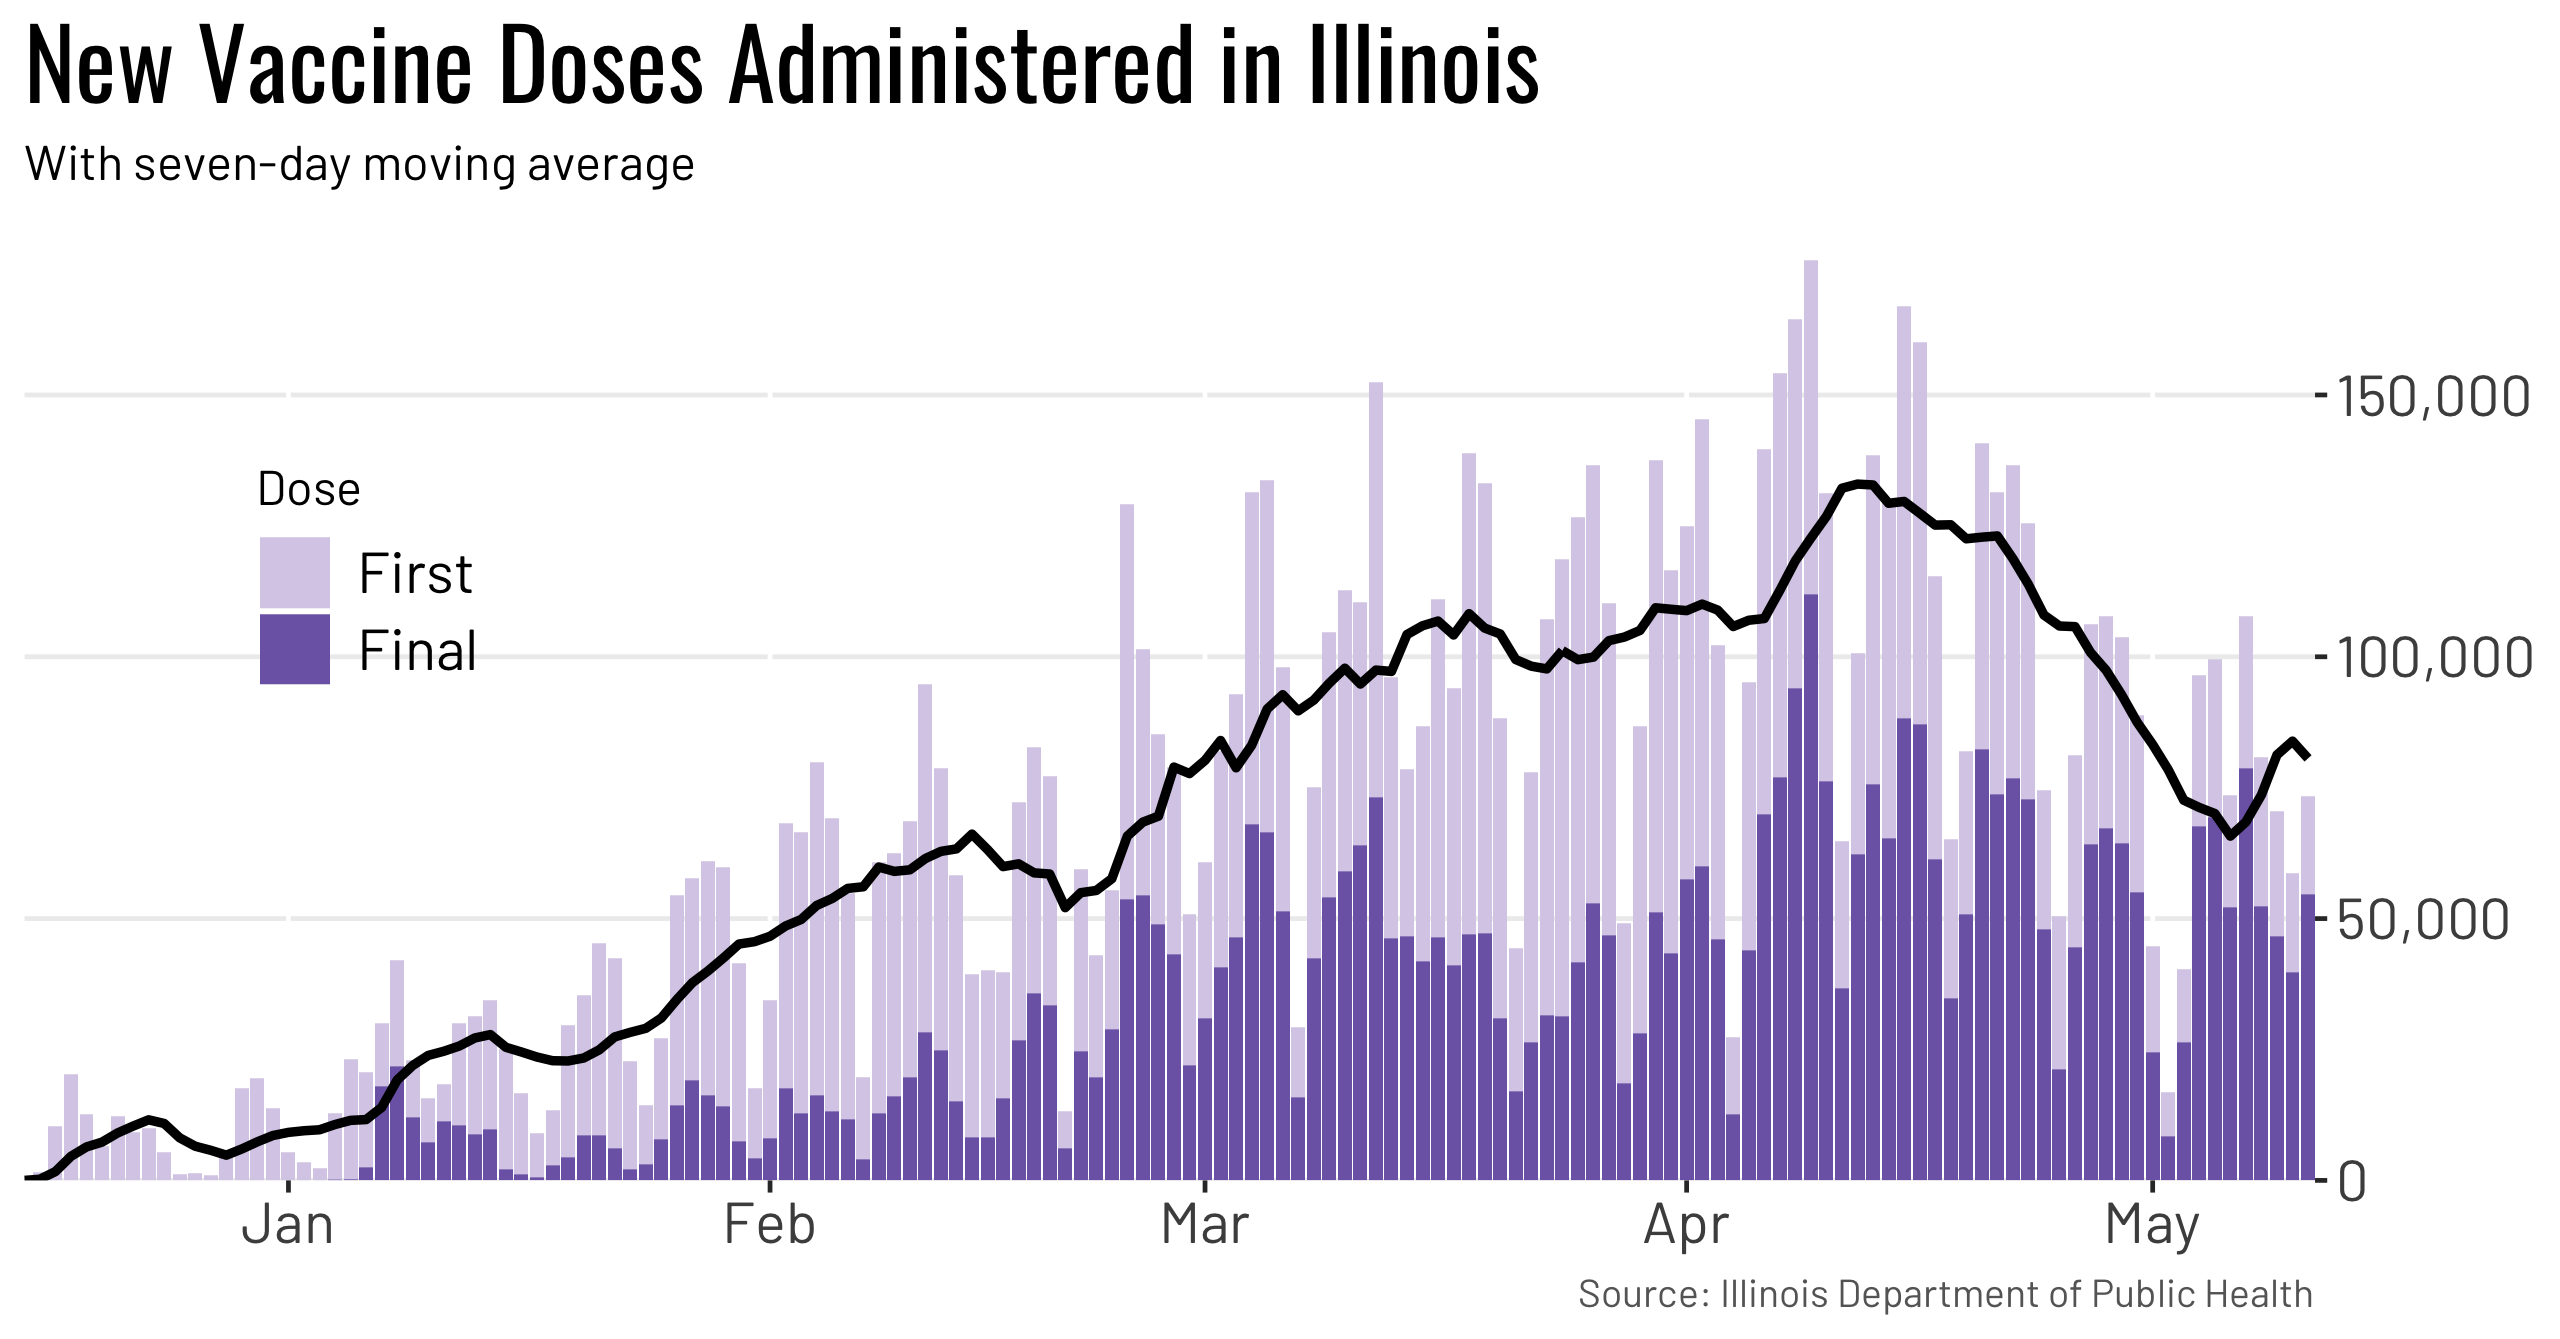 New Vaccine Doses Administered in Illinois
With seven-day moving average
150,000
Dose
First
Final
100,000
50,000
0
Jan Feb Mar Apr May
Source: Illinois Department of Public Health